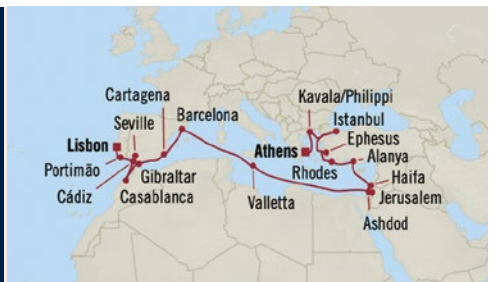 Cartagena
Seville
Barcelona
Lisbon
Portimão
Cádiz
Gibraltar
Casablanca
Valletta
Kavala/Philippi
Istanbul
Athens
Ephesus
Alanya
Rhodes
Haifa
Jerusalem
Ashdod